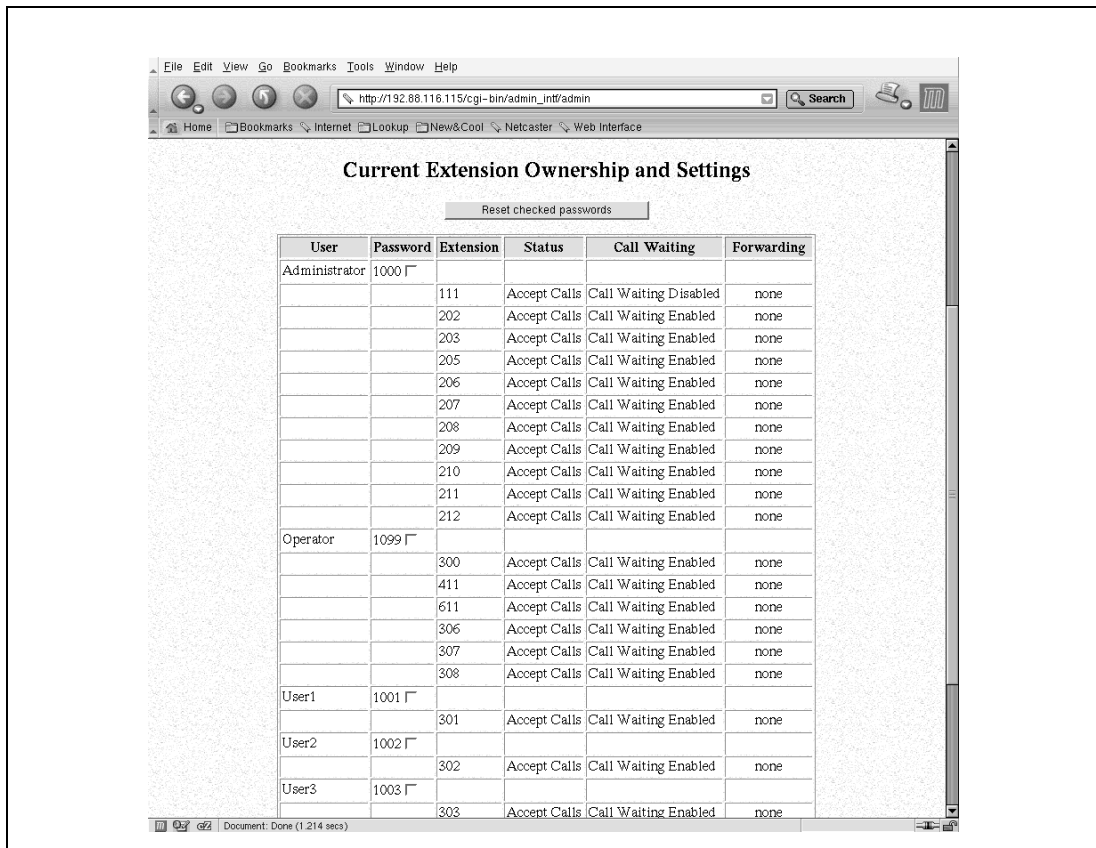 File Edit View Go Bookmarks Tools Window Help
http://192.88.116.115/cgi-bin/admin_intf/admin Search
Home Bookmarks Internet Lookup New&Cool Netcaster Web Interface
Current Extension Ownership and Settings
Reset checked passwords
User Password Extension Status Call Waiting Forwarding
Administrator 1000
111 Accept Calls Call Waiting Disabled none
202 Accept Calls Call Waiting Enabled none
203 Accept Calls Call Waiting Enabled none
205 Accept Calls Call Waiting Enabled none
206 Accept Calls Call Waiting Enabled none
207 Accept Calls Call Waiting Enabled none
208 Accept Calls Call Waiting Enabled none
209 Accept Calls Call Waiting Enabled none
210 Accept Calls Call Waiting Enabled none
211 Accept Calls Call Waiting Enabled none
212 Accept Calls Call Waiting Enabled none
Operator 1099
300 Accept Calls Call Waiting Enabled none
411 Accept Calls Call Waiting Enabled none
611 Accept Calls Call Waiting Enabled none
306 Accept Calls Call Waiting Enabled none
307 Accept Calls Call Waiting Enabled none
308 Accept Calls Call Waiting Enabled none
User1 1001
301 Accept Calls Call Waiting Enabled none
User2 1002
302 Accept Calls Call Waiting Enabled none
User3 1003
303 Accept Calls Call Waiting Enabled none
Document: Done (1.214 secs)